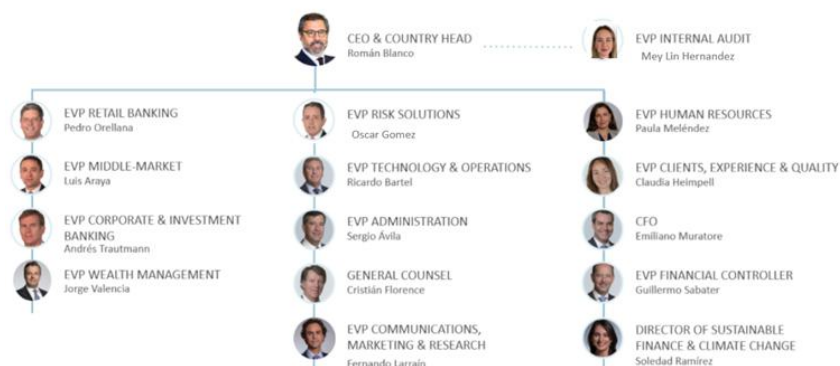 CEO & COUNTRY HEAD
Román Blanco
EVP INTERNAL AUDIT
Mey Lin Hernandez
EVP RETAIL BANKING
Pedro Orellana
EVP MIDDLE-MARKET
Luis Araya
EVP CORPORATE & INVESTMENT
BANKING
Andrés Trautmann
EVP WEALTH MANAGEMENT
Jorge Valencia
EVP RISK SOLUTIONS
Oscar Gomez
EVP TECHNOLOGY & OPERATIONS
Ricardo Bartel
EVP ADMINISTRATION
Sergio Ávila
GENERAL COUNSEL
Cristián Florence
EVP COMMUNICATIONS,
MARKETING & RESEARCH
Fernando Larraín
EVP HUMAN RESOURCES
Paula Meléndez
EVP CLIENTS, EXPERIENCE & QUALITY
Claudia Heimpell
CFO
Emiliano Muratore
EVP FINANCIAL CONTROLLER
Guillermo Sabater
DIRECTOR OF SUSTAINABLE
FINANCE & CLIMATE CHANGE
Soledad Ramírez